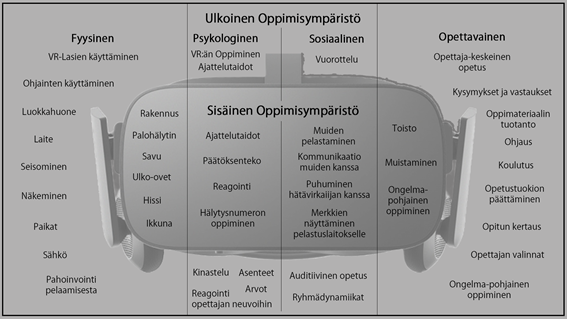 Ulkoinen Oppimisympäristö
Fyysinen
VR-Lasien käyttäminen
Ohjainten käyttäminen
Luokkahuone
Laite
Seisominen
Näkeminen
Paikat
Sähkö
Pahoinvointi
pelaamisesta
Psykologinen
VR:än Oppiminen
Ajattelutaidot
Sosiaalinen
Vuorottelu
Sisäinen Oppimisympäristö
Rakennus
Palohälytin
Savu
Ulko-ovet
Hissi
Ikkuna
Ajattelutaidot
Päätöksenteko
Reagointi
Hälytysnumeron
oppiminen
Muiden
pelastaminen
Kommunikaatio
muiden kanssa
Puhuminen
hätävirkaiijan kanssa
Merkkien
näyttäminen
pelastuslaitokselle
Toisto
Muistaminen
Ongelma-
pohjainen
oppiminen
Kinastelu
Asenteet
Arvot
Reagointi
opettajan neuvoihin
Auditiivinen opetus
Ryhmädynamiikat
Opettavainen
Opettaja-keskeinen
opetus
Kysymykset ja vastaukset
Oppimateriaalin
tuotanto
Ohjaus
Koulutus
Opetustuokion
päättäminen
Opitun kertaus
Opettajan valinnat
Ongelma-pohjainen
oppiminen